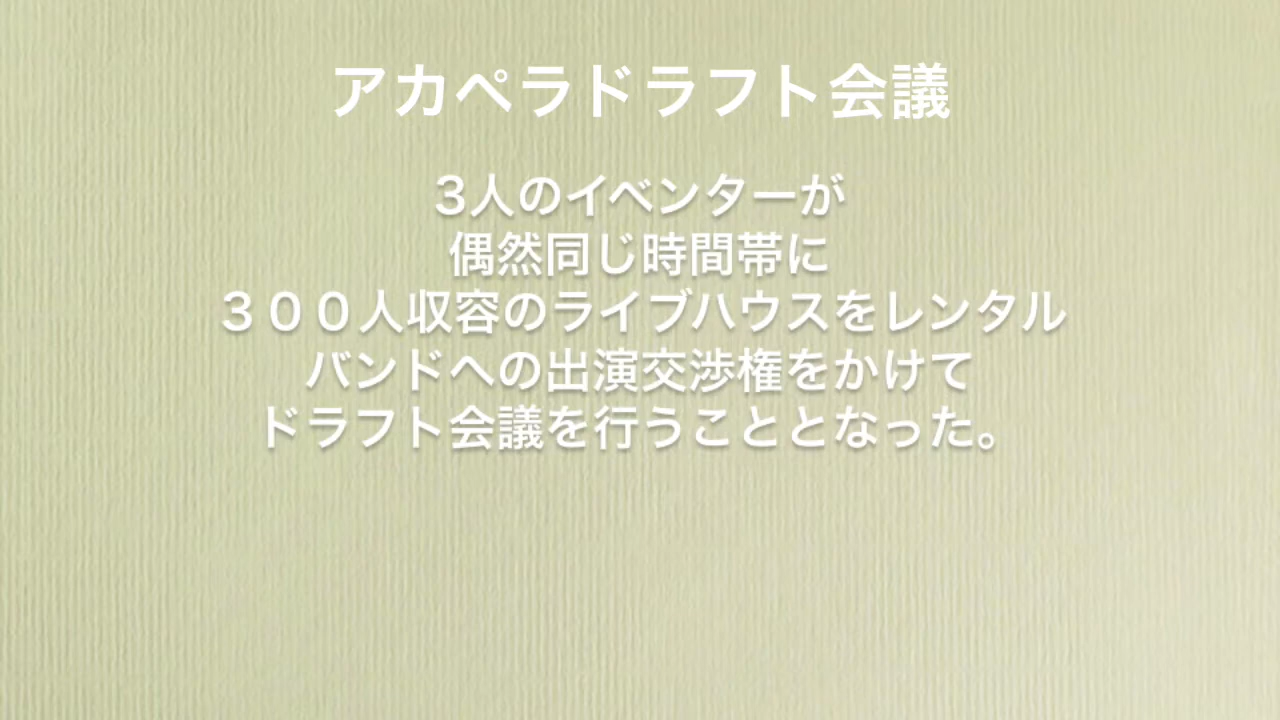 アカペラドラフト会議
3人のイベンターが
偶然同じ時間帯に
３００人収容のライブハウスをレンタル
バンドへの出演交渉権をかけて
ドラフト会議を行うこととなった。